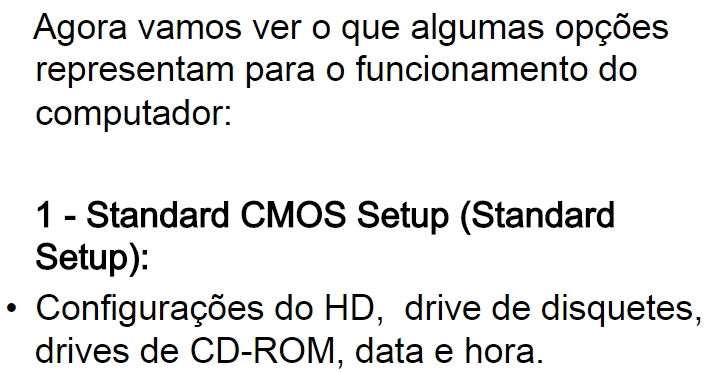 Agora vamos ver o que algumas opções
representam para o funcionamento do
computador:
1 - Standard CMOS Setup (Standard
Setup):
• Configurações do HD,  drive de disquetes,
drives de CD-ROM, data e hora.